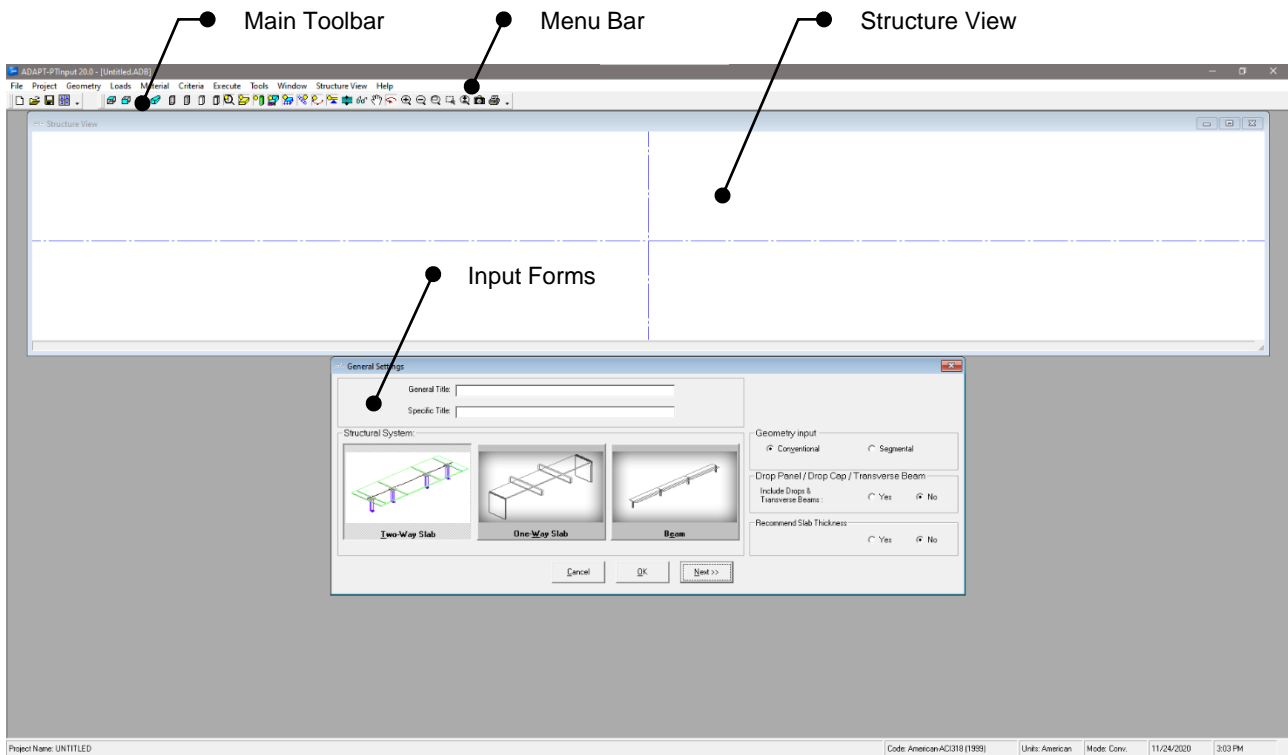 Main Toolbar Menu Bar Structure View
ADAPT-PTInput 20.0 - [Untitled.ADB]
File Project Geometry Loads Material Criteria Execute Tools Window Structure View Help
Structure View
Input Forms
General Settings
General Title:
Specific Title:
Structural System:
Two-Way Slab One-Way Slab Beam
Geometry input
Conventional Segmental
Drop Panel / Drop Cap / Transverse Beam
Include Drops &
Transverse Beams : Yes No
Recommend Slab Thickness
Yes No
Cancel OK Next >>
Project Name: UNTITLED Code: American-ACI318 (1999) Units: American Mode: Conv. 11/24/2020 3:03 PM